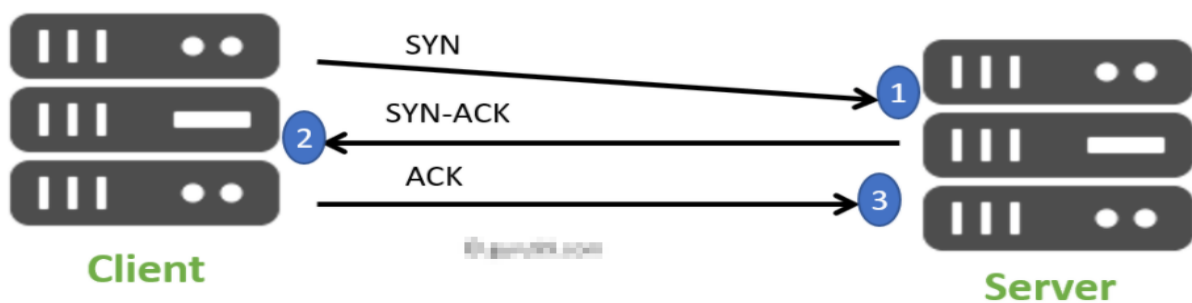 SYN
1
SYN-ACK
2
ACK
3
Client
Server